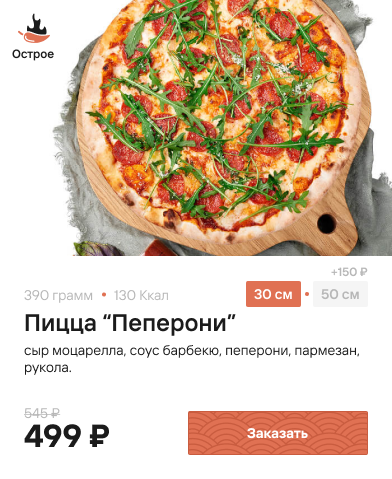 Острое
+150 ₽
390 грамм • 130 Ккал
30 см • 50 см
Пицца “Пеперони”
сыр моцарелла, соус барбекю, пеперони, пармезан,
рукола.
545 ₽
499 ₽
Заказать